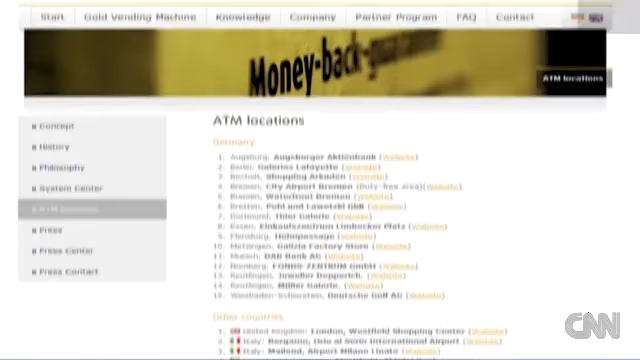 Start Gold Vending Machine Knowledge Company Partner Program FAQ Contact
Money-back-guarantee
ATM locations
Concept
History
Philosophy
System Center
ATM locations
Press
Press Center
Press Contact
ATM locations
Germany
1. Augsburg, Augsburger Aktienbank (Website)
2. Berlin, Galeries Lafayette (Website)
3. Bocholt, Shopping Arkaden (Website)
4. Bremen, City Airport Bremen (Duty-free area)(Website)
5. Bremen, Waterfront Bremen (Website)
6. Bretten, Pohl and Lawetzki GbR (Website)
7. Dortmund, Thier Galerie (Website)
8. Essen, Einkaufszentrum Limbecker Platz (Website)
9. Flensburg, Holmpassage (Website)
10. Metzingen, Gallizia Factory Store (Website)
11. Munich, DAB Bank AG (Website)
12. Nürnberg, FONDS-ZENTRUM GmbH (Website)
13. Reutlingen, Juwelier Depperich, (Website)
14. Reutlingen, Müller Galerie, (Website)
15. Wiesbaden-Schierstein, Deutsche Golf AG (Website)
Other countries
1. United Kingdom: London, Westfield Shopping Center (Website)
2. Italy: Bergamo, Orio al Serio International Airport (Website)
3. Italy: Mailand, Airport Milano Linate (Website)
CNN